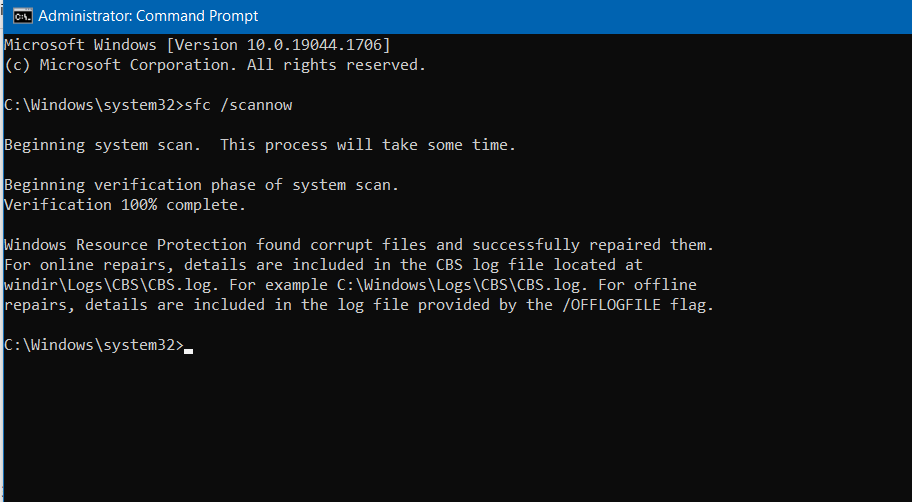 Administrator: Command Prompt
Microsoft Windows [Version 10.0.19044.1706]
(c) Microsoft Corporation. All rights reserved.
C:\Windows\system32>sfc /scannow
Beginning system scan.  This process will take some time.
Beginning verification phase of system scan.
Verification 100% complete.
Windows Resource Protection found corrupt files and successfully repaired them.
For online repairs, details are included in the CBS log file located at
windir\Logs\CBS\CBS.log. For example C:\Windows\Logs\CBS\CBS.log. For offline
repairs, details are included in the log file provided by the /OFFLOGFILE flag.
C:\Windows\system32>